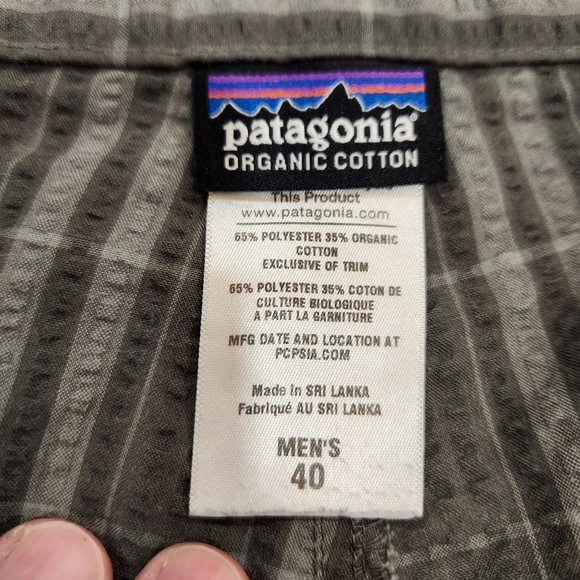 patagonia®
ORGANIC COTTON
This Product
www.patagonia.com
65% POLYESTER 35% ORGANIC
COTTON
EXCLUSIVE OF TRIM
65% POLYESTER 35% COTON DE
CULTURE BIOLOGIQUE
A PART LA GARNITURE
MFG DATE AND LOCATION AT
PCPSIA.COM
Made in SRI LANKA
Fabriqué AU SRI LANKA
MEN'S
40